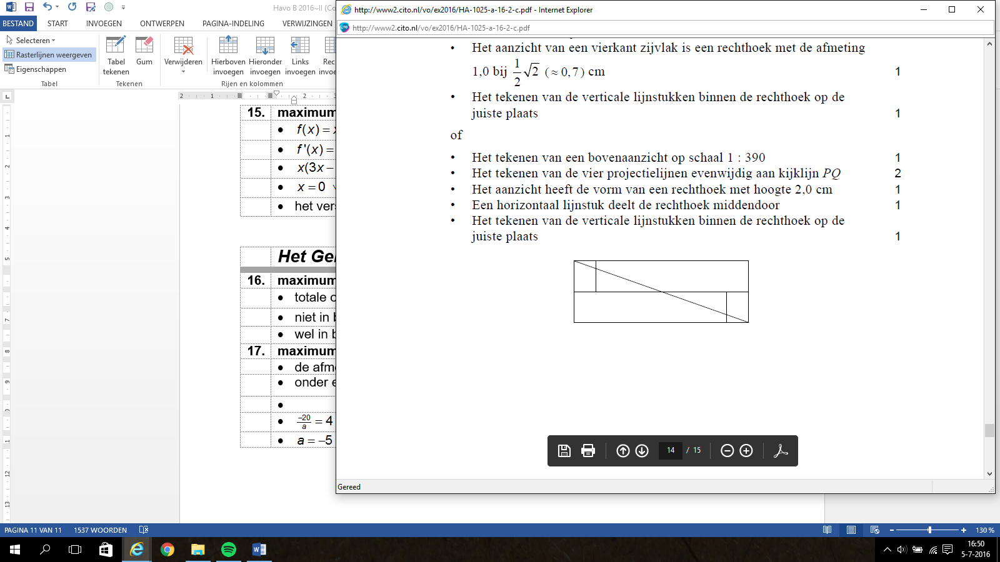 Havo B 2016~II (Co
http://www2.cito.nl/vo/ex2016/HA-1025-a-16-2-c.pdf - Internet Explorer
http://www2.cito.nl/vo/ex2016/HA-1025-a-16-2-c.pdf
BESTAND START INVOEGEN ONTWERPEN PAGINA-INDELING VERWIJZINGEN
Selecteren
Rasterlijnen weergeven
Eigenschappen
Tabel
Tabel tekenen
Gum
Tekenen
Verwijderen
Hierboven invoegen
Hieronder invoegen
Links invoegen
Rec
invoe
Rijen en kolommen
15. maximum
• f(x) = x
• f'(x) =
• x(3x −
• x = 0 ∨
• het vers
Het Ge
16. maximum
• totale o
• niet in b
• wel in b
17. maximum
• de afme
• onder e
•
• −20/a = 4
• a = −5
• Het aanzicht van een vierkant zijvlak is een rechthoek met de afmeting
1,0 bij 1/2√2 (≈ 0,7) cm 1
• Het tekenen van de verticale lijnstukken binnen de rechthoek op de
juiste plaats 1
of
• Het tekenen van een bovenaanzicht op schaal 1 : 390 1
• Het tekenen van de vier projectielijnen evenwijdig aan kijklijn PQ 2
• Het aanzicht heeft de vorm van een rechthoek met hoogte 2,0 cm 1
• Een horizontaal lijnstuk deelt de rechthoek middendoor 1
• Het tekenen van de verticale lijnstukken binnen de rechthoek op de
juiste plaats 1
14 / 15
Gereed
PAGINA 11 VAN 11 1537 WOORDEN
130 %
16:50
5-7-2016